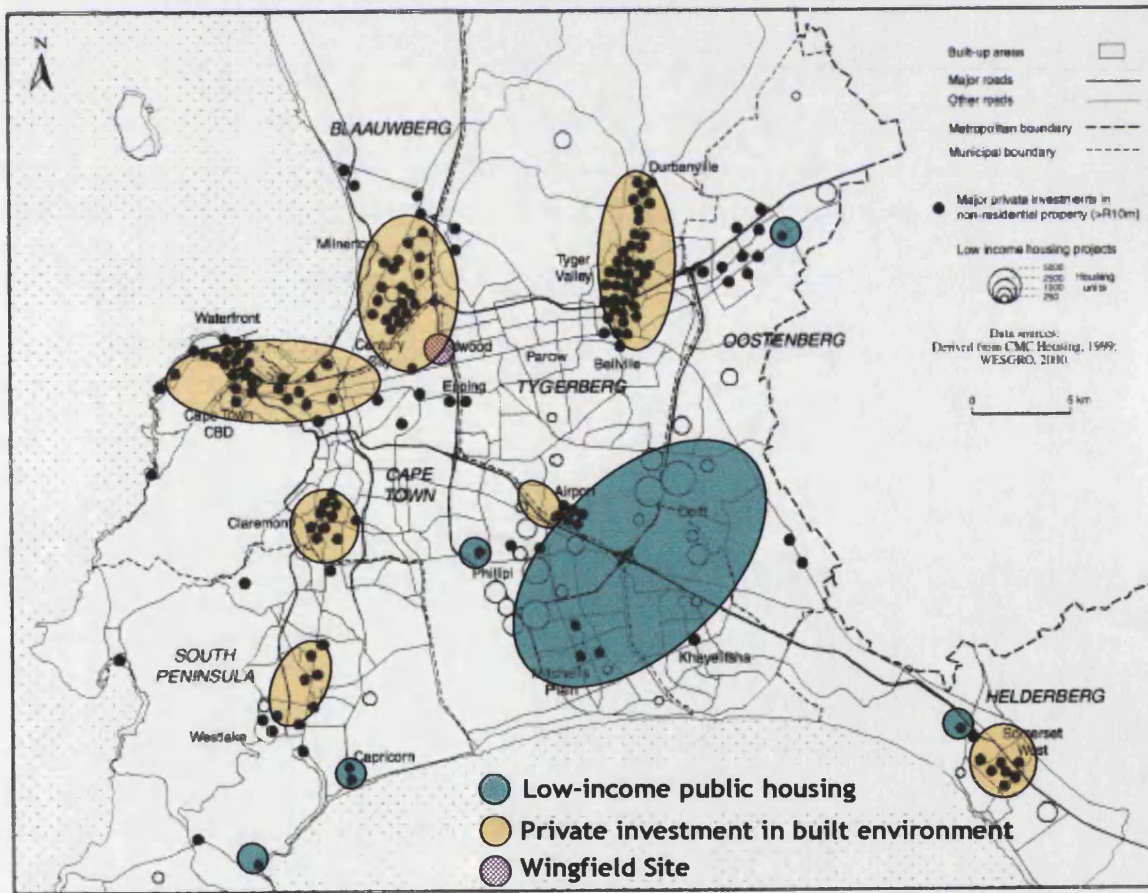 N
BLAAUWBERG
Durbanville
Milnerton
Tyger
Valley
Waterfront
Century
Parow
Bellville
OOSTENBERG
Epping
TYGERBERG
Cape Town
CBD
CAPE
TOWN
Airport
Delft
Claremont
Phillipi
SOUTH
PENINSULA
Khayelitsha
Mitchells
Plain
HELDERBERG
Westlake
Somerset
West
Capricorn
Built-up areas
Major roads
Other roads
Metropolitan boundary
Municipal boundary
Major private investments in
non-residential property (>R10m)
Low income housing projects
5000
2500
1000
250
Housing
units
Data sources:
Derived from CMC Housing, 1999;
WESGRO, 2000.
0 5 km
Low-income public housing
Private investment in built environment
Wingfield Site